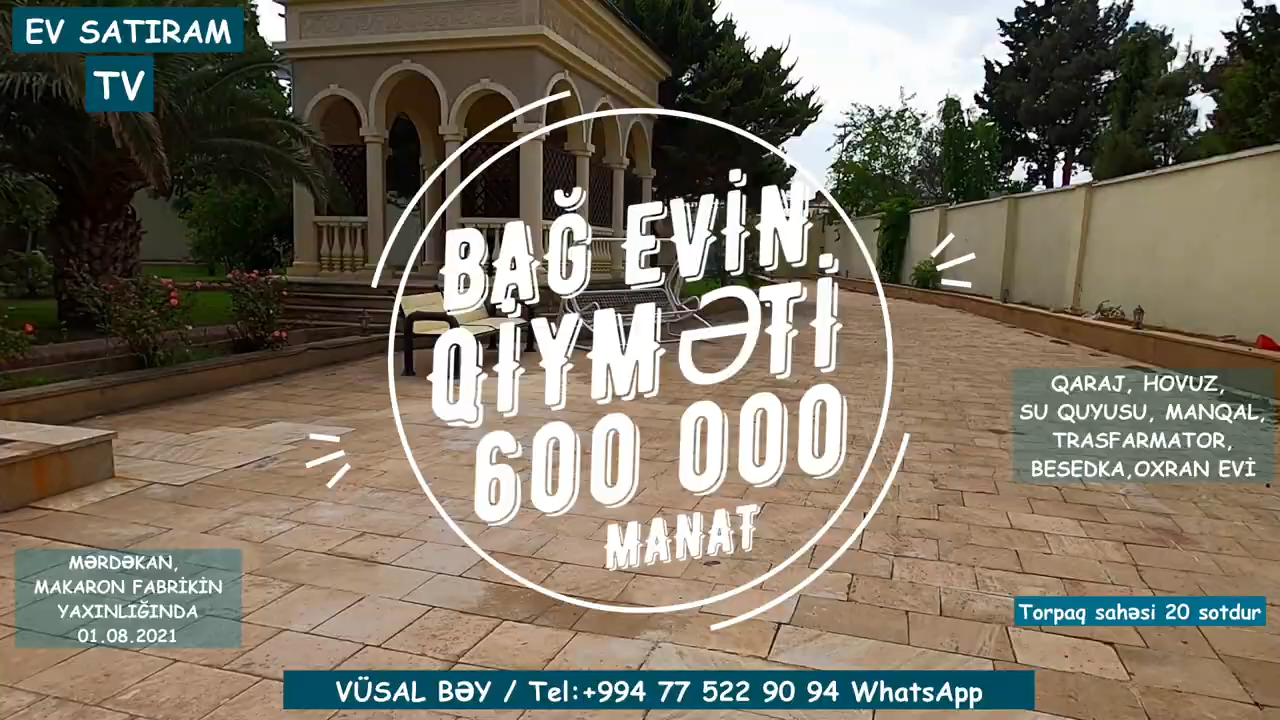 EV SATIRAM
TV
BAĞ EVİN
QİYMƏTİ
600 000
MANAT
QARAJ, HOVUZ,
SU QUYUSU, MANQAL,
TRASFARMATOR,
BESEDKA,OXRAN EVİ
MƏRDƏKAN,
MAKARON FABRİKİN
YAXINLIĞINDA
01.08.2021
Torpaq sahəsi 20 sotdur
VÜSAL BƏY / Tel:+994 77 522 90 94 WhatsApp